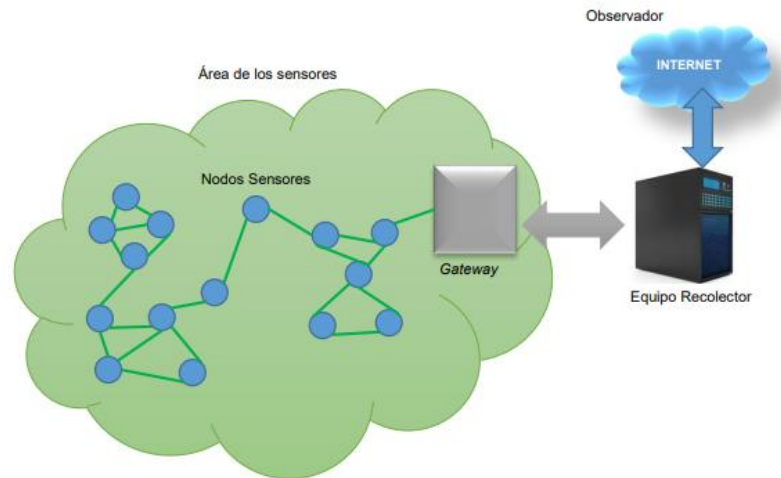 Observador
INTERNET
Área de los sensores
Nodos Sensores
Gateway
Equipo Recolector